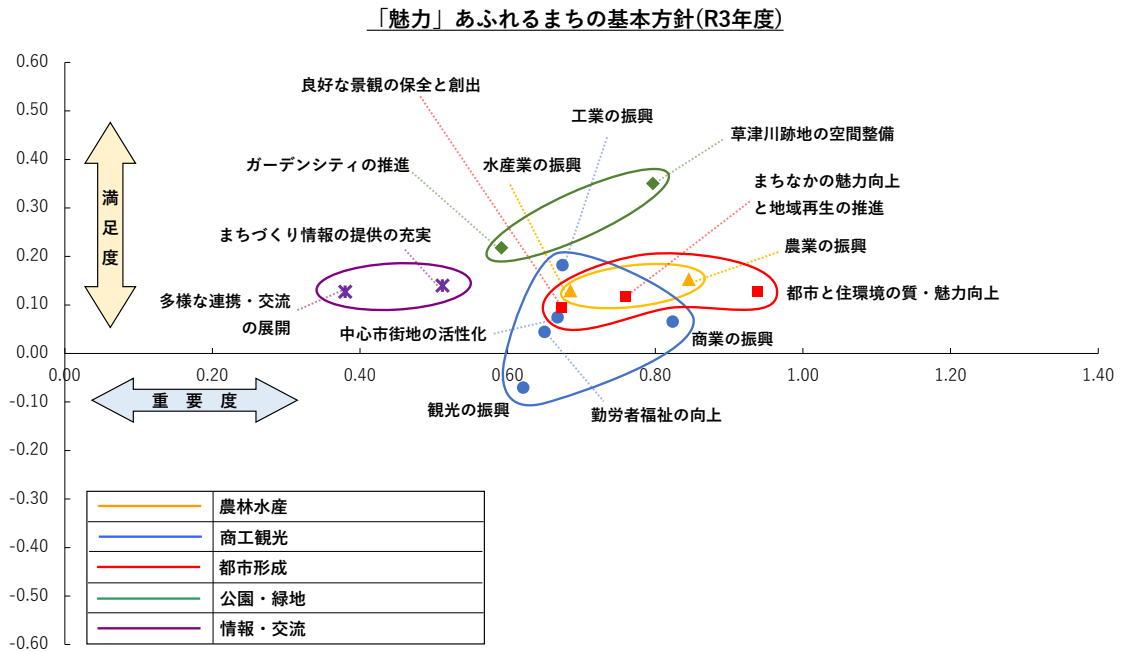 「魅力」あふれるまちの基本方針(R3年度)
0.60
0.50
0.40
0.30
0.20
0.10
0.00
-0.10
-0.20
-0.30
-0.40
-0.50
-0.60
満足度
良好な景観の保全と創出
工業の振興
草津川跡地の空間整備
ガーデンシティの推進
水産業の振興
まちなかの魅力向上
と地域再生の推進
まちづくり情報の提供の充実
農業の振興
多様な連携・交流
の展開
都市と住環境の質・魅力向上
中心市街地の活性化
商業の振興
0.00
0.20
0.40
0.60
0.80
1.00
1.20
1.40
重要度
観光の振興
勤労者福祉の向上
農林水産
商工観光
都市形成
公園・緑地
情報・交流